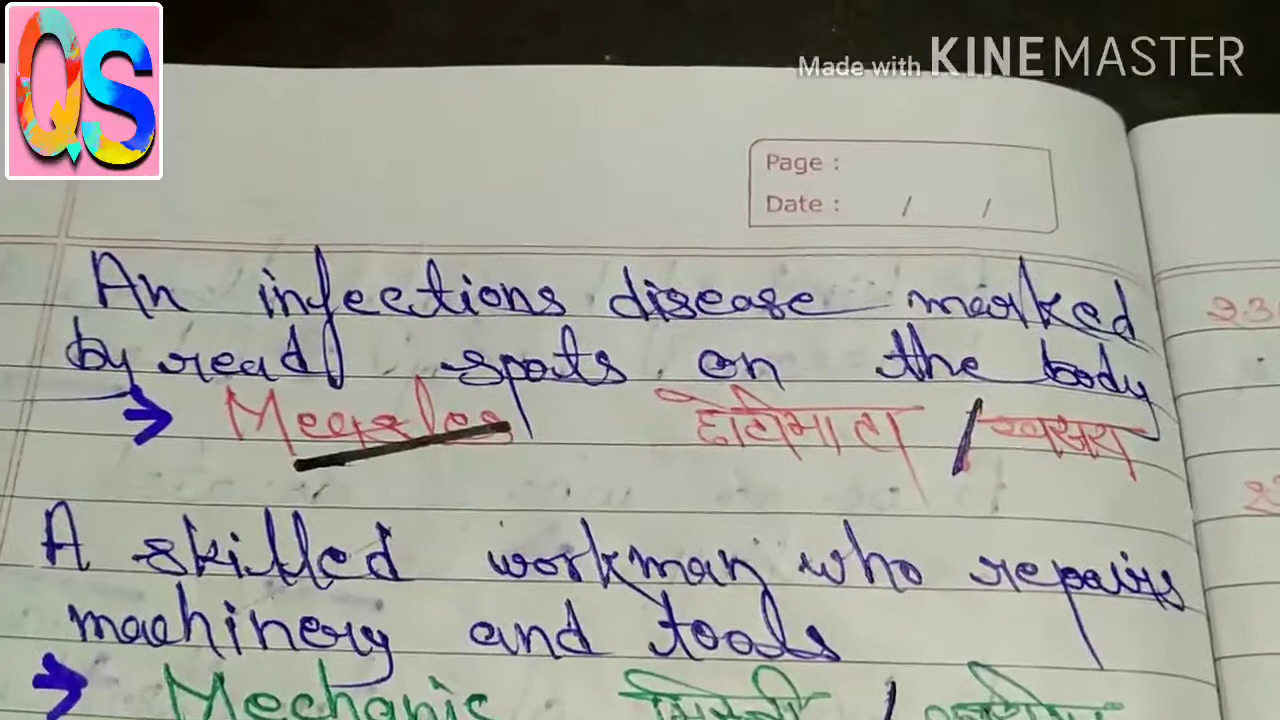 QS
Made with KINEMASTER
Page :
Date : / /
An infections disease marked
by read spots on the body
→ Measles छोटीमाता / खसरा
A skilled workman who repairs
machinery and tools
→ Mechanic मिस्त्री /